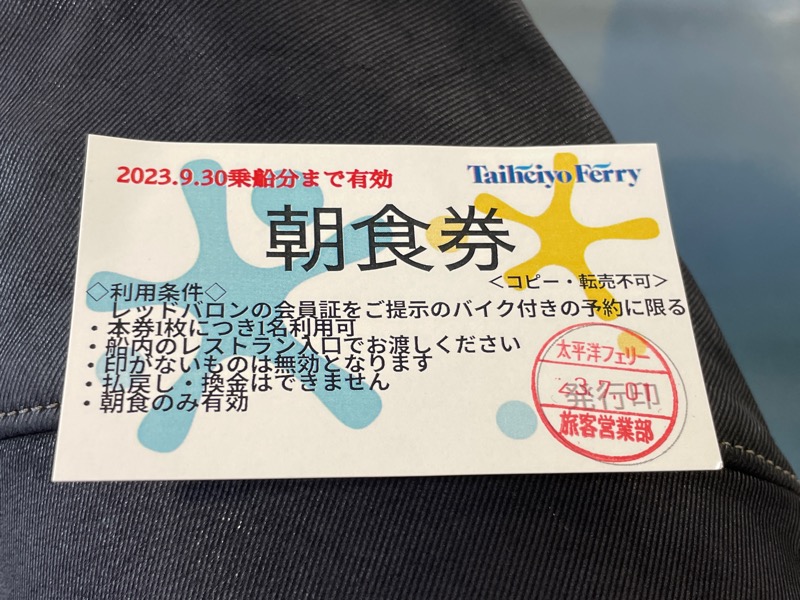 2023.9.30乗船分まで有効
Taiheiyo Ferry
朝食券
＜コピー・転売不可＞
◇利用条件◇
レッドバロンの会員証をご提示のバイク付きの予約に限る
・本券1枚につき1名利用可
・船内のレストラン入口でお渡しください
・印がないものは無効となります
・払戻し・換金はできません
・朝食のみ有効
太平洋フェリー
発行印
3.7.01
旅客営業部